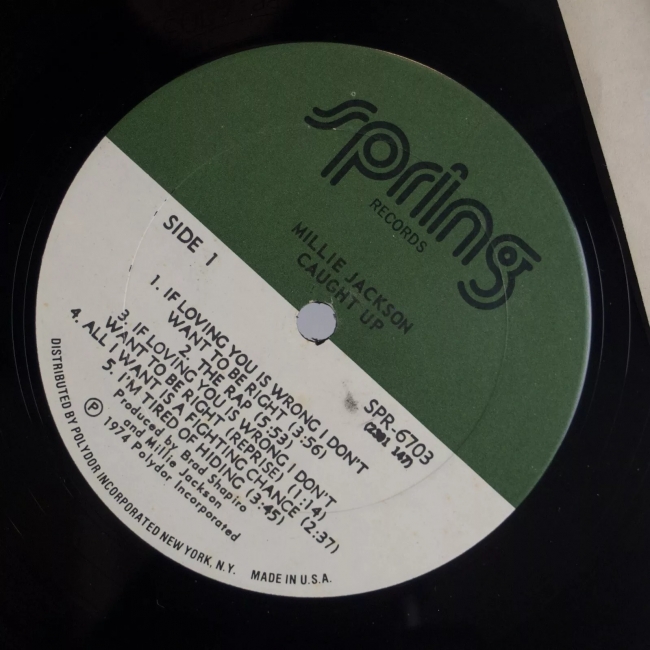 spring
RECORDS
MILLIE JACKSON
CAUGHT UP
SIDE 1
SPR-6703
(2391 147)
1. IF LOVING YOU IS WRONG I DON'T
WANT TO BE RIGHT (3:56)
2. THE RAP (5:53)
3. IF LOVING YOU IS WRONG I DON'T
WANT TO BE RIGHT (REPRISE) (1:14)
4. ALL I WANT IS A FIGHTING CHANCE (2:37)
5. I'M TIRED OF HIDING (3:45)
Produced by Brad Shapiro
and Millie Jackson
Ⓟ 1974 Polydor Incorporated
DISTRIBUTED BY POLYDOR INCORPORATED NEW YORK, N.Y. MADE IN U.S.A.